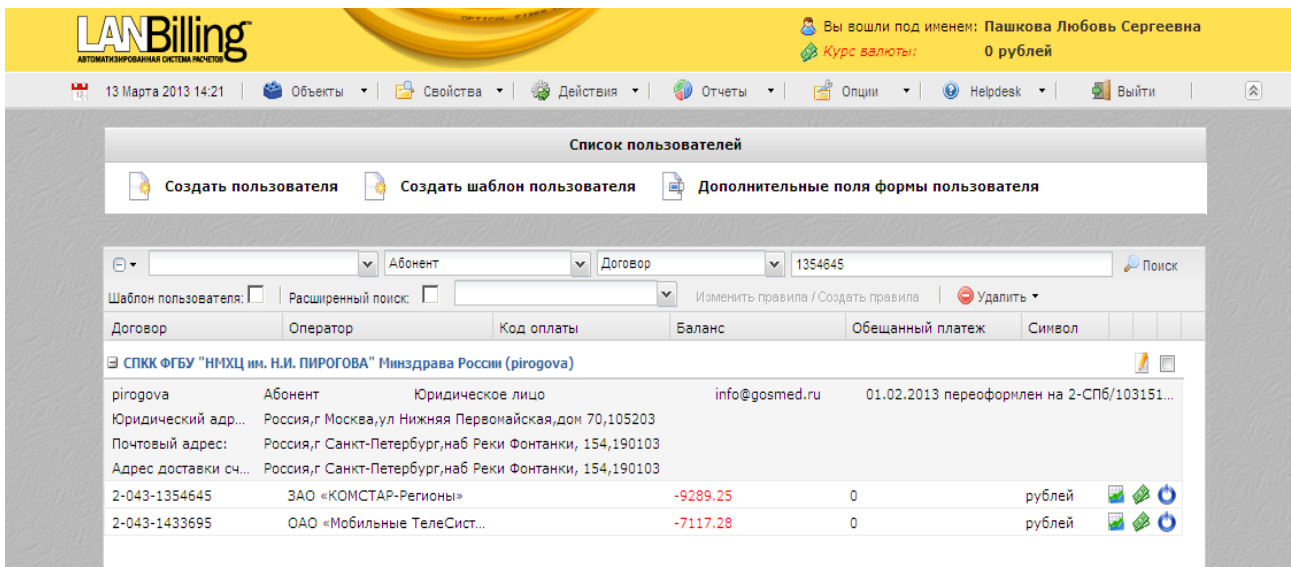 LANBilling™
АВТОМАТИЗИРОВАННАЯ СИСТЕМА РАСЧЕТОВ
OPTICAL FIBER
Вы вошли под именем: Пашкова Любовь Сергеевна
Курс валюты: 0 рублей
17 13 Марта 2013 14:21 Объекты Свойства Действия Отчеты Опции Helpdesk Выйти
Список пользователей
Создать пользователя Создать шаблон пользователя Дополнительные поля формы пользователя
Абонент Договор 1354645 Поиск
Шаблон пользователя: Расширенный поиск: Изменить правила / Создать правила Удалить
Договор Оператор Код оплаты Баланс Обещанный платеж Символ
СПКК ФГБУ "НМХЦ им. Н.И. ПИРОГОВА" Минздрава России (pirogova)
pirogova Абонент Юридическое лицо info@gosmed.ru 01.02.2013 переоформлен на 2-СПб/103151...
Юридический адр... Россия,г Москва,ул Нижняя Первомайская,дом 70,105203
Почтовый адрес: Россия,г Санкт-Петербург,наб Реки Фонтанки, 154,190103
Адрес доставки сч... Россия,г Санкт-Петербург,наб Реки Фонтанки, 154,190103
2-043-1354645 ЗАО «КОМСТАР-Регионы» -9289.25 0 рублей
2-043-1433695 ОАО «Мобильные ТелеСист... -7117.28 0 рублей